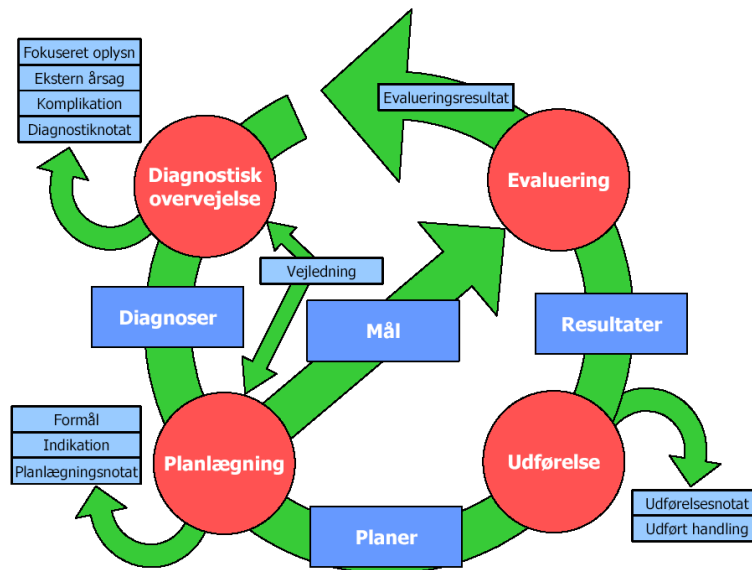 Fokuseret oplysn
Ekstern årsag
Komplikation
Diagnostiknotat
Evalueringsresultat
Diagnostisk
overvejelse
Evaluering
Vejledning
Diagnoser
Mål
Resultater
Formål
Indikation
Planlægningsnotat
Planlægning
Udførelse
Udførelsesnotat
Udført handling
Planer